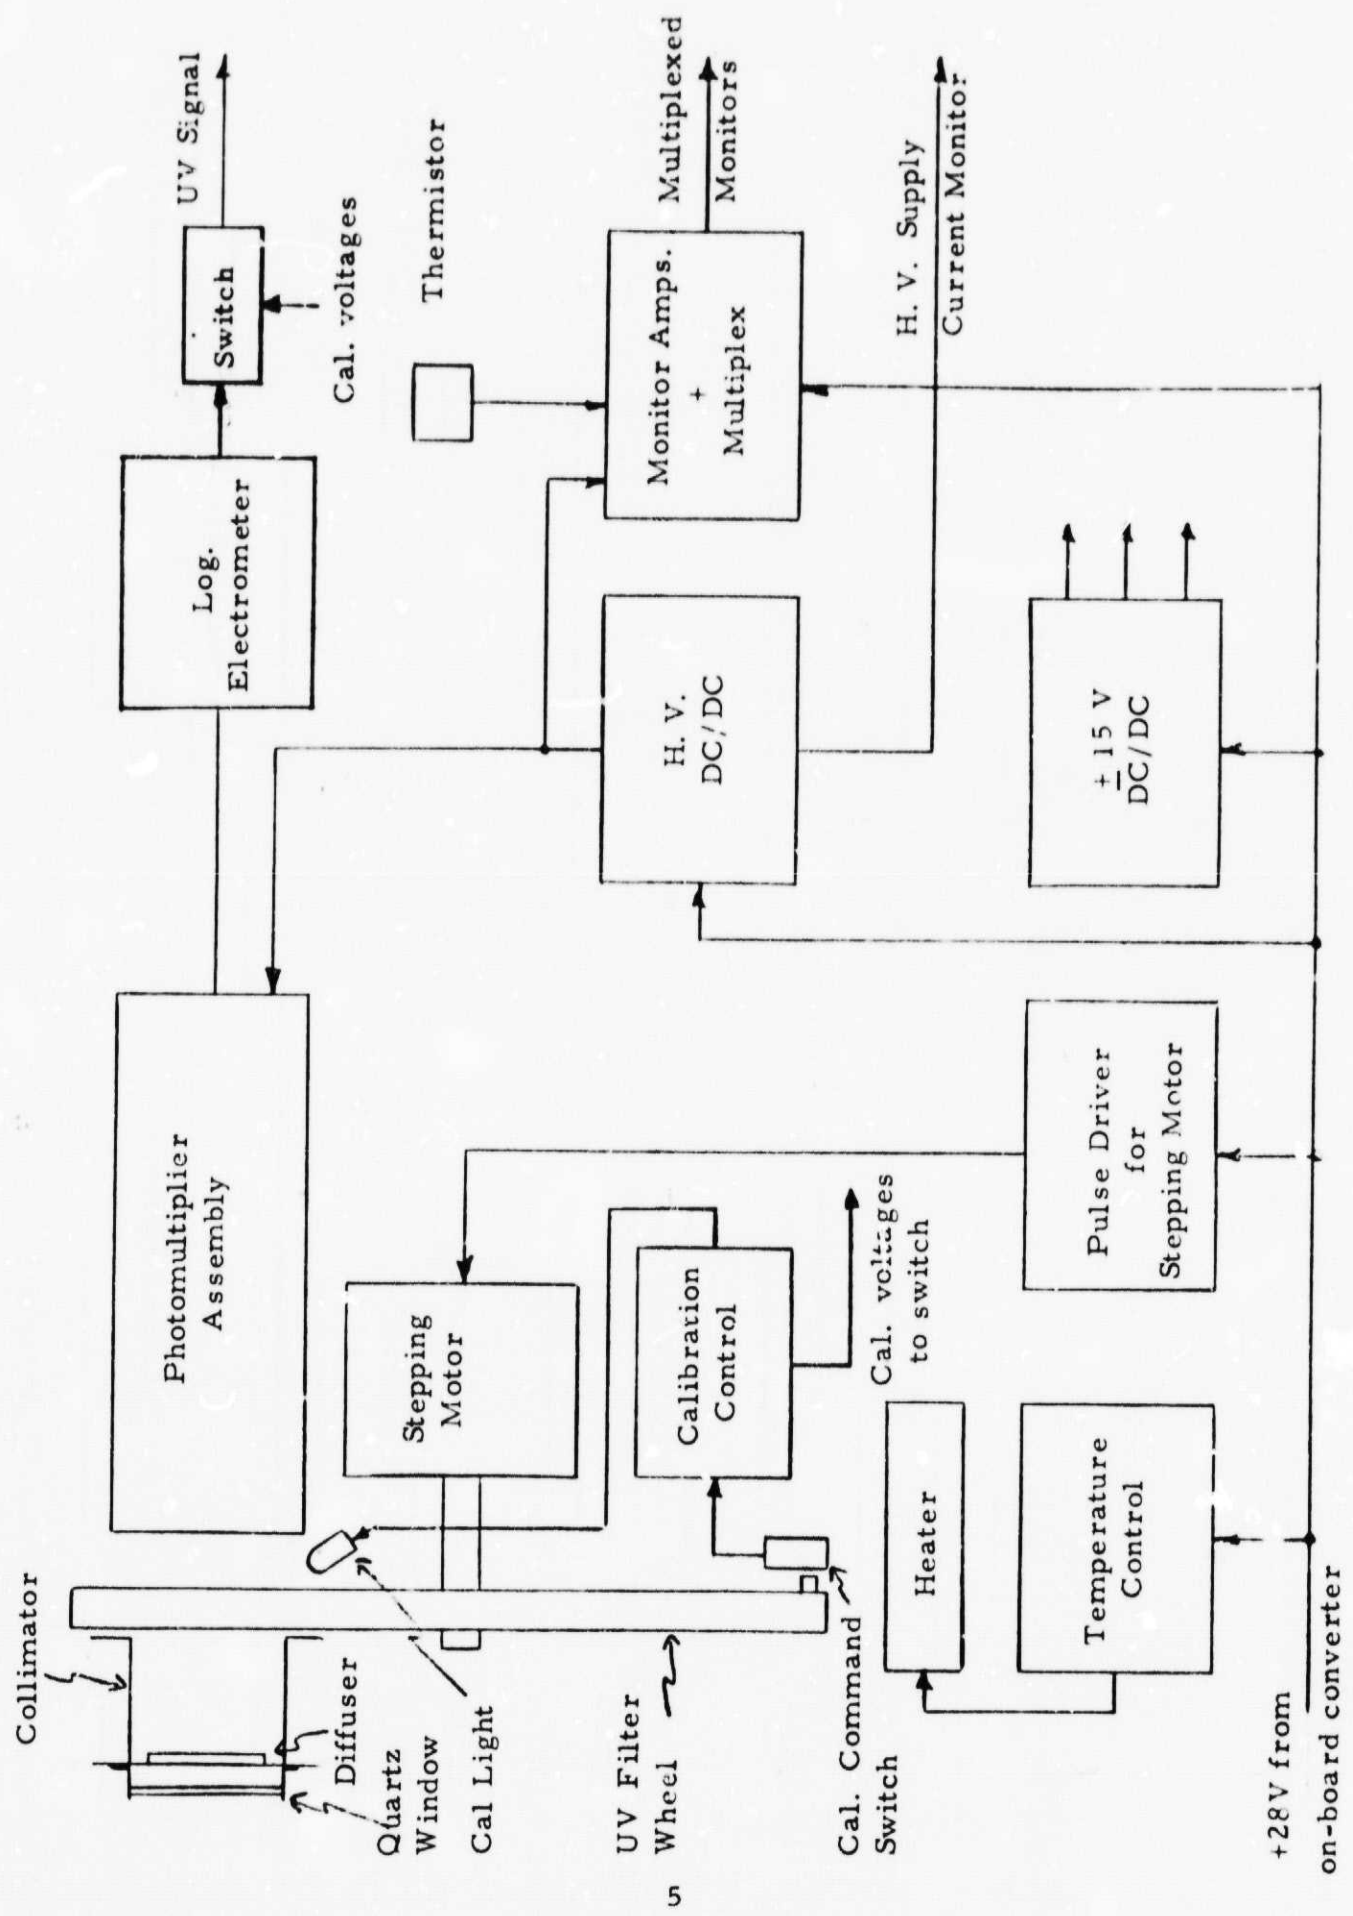 Collimator
Diffuser
Quartz
Window
Cal Light
UV Filter
Wheel
Cal. Command
Switch
Photomultiplier
Assembly
Log.
Electrometer
Switch
UV Signal
Cal. voltages
Thermistor
Stepping
Motor
Calibration
Control
Cal. voltages
to switch
H. V.
DC/DC
Monitor Amps.
+
Multiplex
Multiplexed
Monitors
H. V. Supply
Current Monitor
Heater
Temperature
Control
Pulse Driver
for
Stepping Motor
± 15 V
DC/DC
+28V from
on-board converter
5